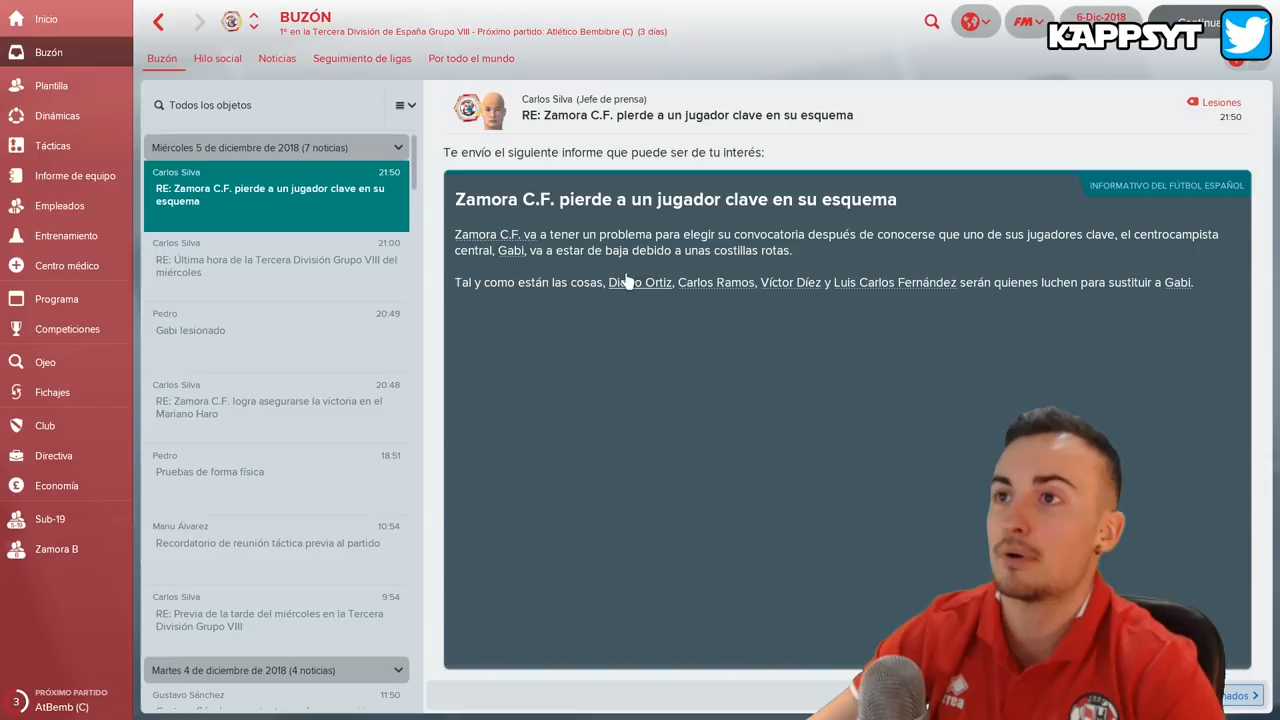 Inicio
Buzón
Plantilla
Dinámicas
Tácticas
Informe de equipo
Empleados
Entrenamiento
Centro médico
Programa
Competiciones
Ojeo
Fichajes
Club
Directiva
Economía
Sub-19
Zamora B
3
PRÓXIMO PARTIDO
AtBemb (C)
BUZÓN
1º en la Tercera División de España Grupo VIII - Próximo partido: Atlético Bembibre (C) (3 días)
FM
6-Dic-2018
KAPPSYT
Buzón
Hilo social
Noticias
Seguimiento de ligas
Por todo el mundo
Todos los objetos
Miércoles 5 de diciembre de 2018 (7 noticias)
Carlos Silva 21:50
RE: Zamora C.F. pierde a un jugador clave en su
esquema
Carlos Silva 21:00
RE: Última hora de la Tercera División Grupo VIII del
miércoles
Pedro 20:49
Gabi lesionado
Carlos Silva 20:48
RE: Zamora C.F. logra asegurarse la victoria en el
Mariano Haro
Pedro 18:51
Pruebas de forma física
Manu Álvarez 10:54
Recordatorio de reunión táctica previa al partido
Carlos Silva 9:54
RE: Previa de la tarde del miércoles en la Tercera
División Grupo VIII
Martes 4 de diciembre de 2018 (4 noticias)
Gustavo Sánchez 11:50
Carlos Silva (Jefe de prensa)
RE: Zamora C.F. pierde a un jugador clave en su esquema
Lesiones
21:50
Te envío el siguiente informe que puede ser de tu interés:
INFORMATIVO DEL FÚTBOL ESPAÑOL
Zamora C.F. pierde a un jugador clave en su esquema
Zamora C.F. va a tener un problema para elegir su convocatoria después de conocerse que uno de sus jugadores clave, el centrocampista
central, Gabi, va a estar de baja debido a unas costillas rotas.
Tal y como están las cosas, Ortiz, Carlos Ramos, Víctor Díez y Luis Carlos Fernández serán quienes luchen para sustituir a Gabi.